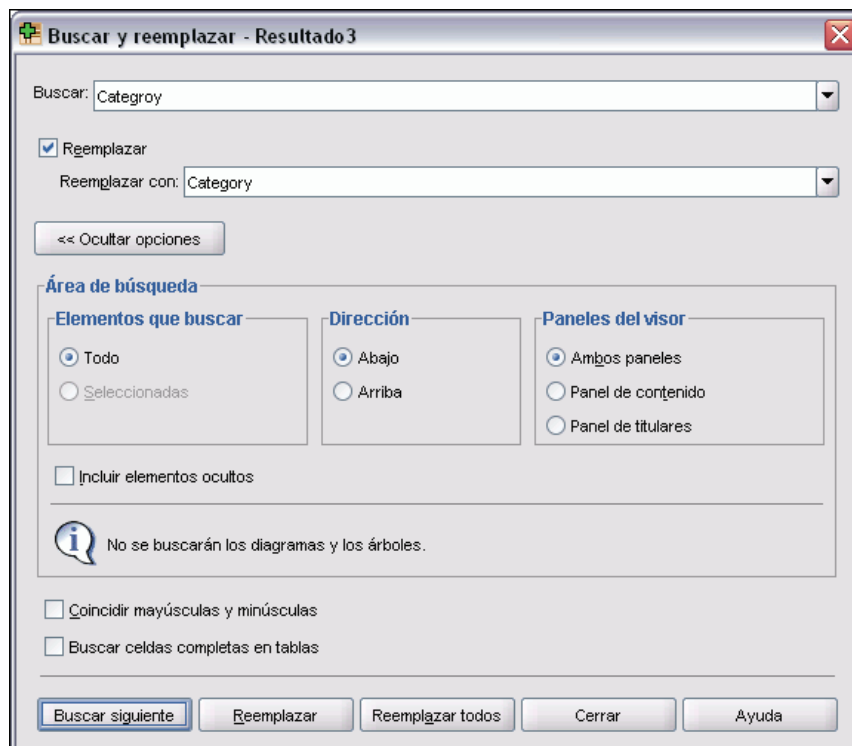 Buscar y reemplazar - Resultado3
Buscar: Categroy
Reemplazar
Reemplazar con: Category
<< Ocultar opciones
Área de búsqueda
Elementos que buscar
Dirección
Paneles del visor
Todo
Abajo
Ambos paneles
Seleccionadas
Arriba
Panel de contenido
Panel de titulares
Incluir elementos ocultos
No se buscarán los diagramas y los árboles.
Coincidir mayúsculas y minúsculas
Buscar celdas completas en tablas
Buscar siguiente
Reemplazar
Reemplazar todos
Cerrar
Ayuda